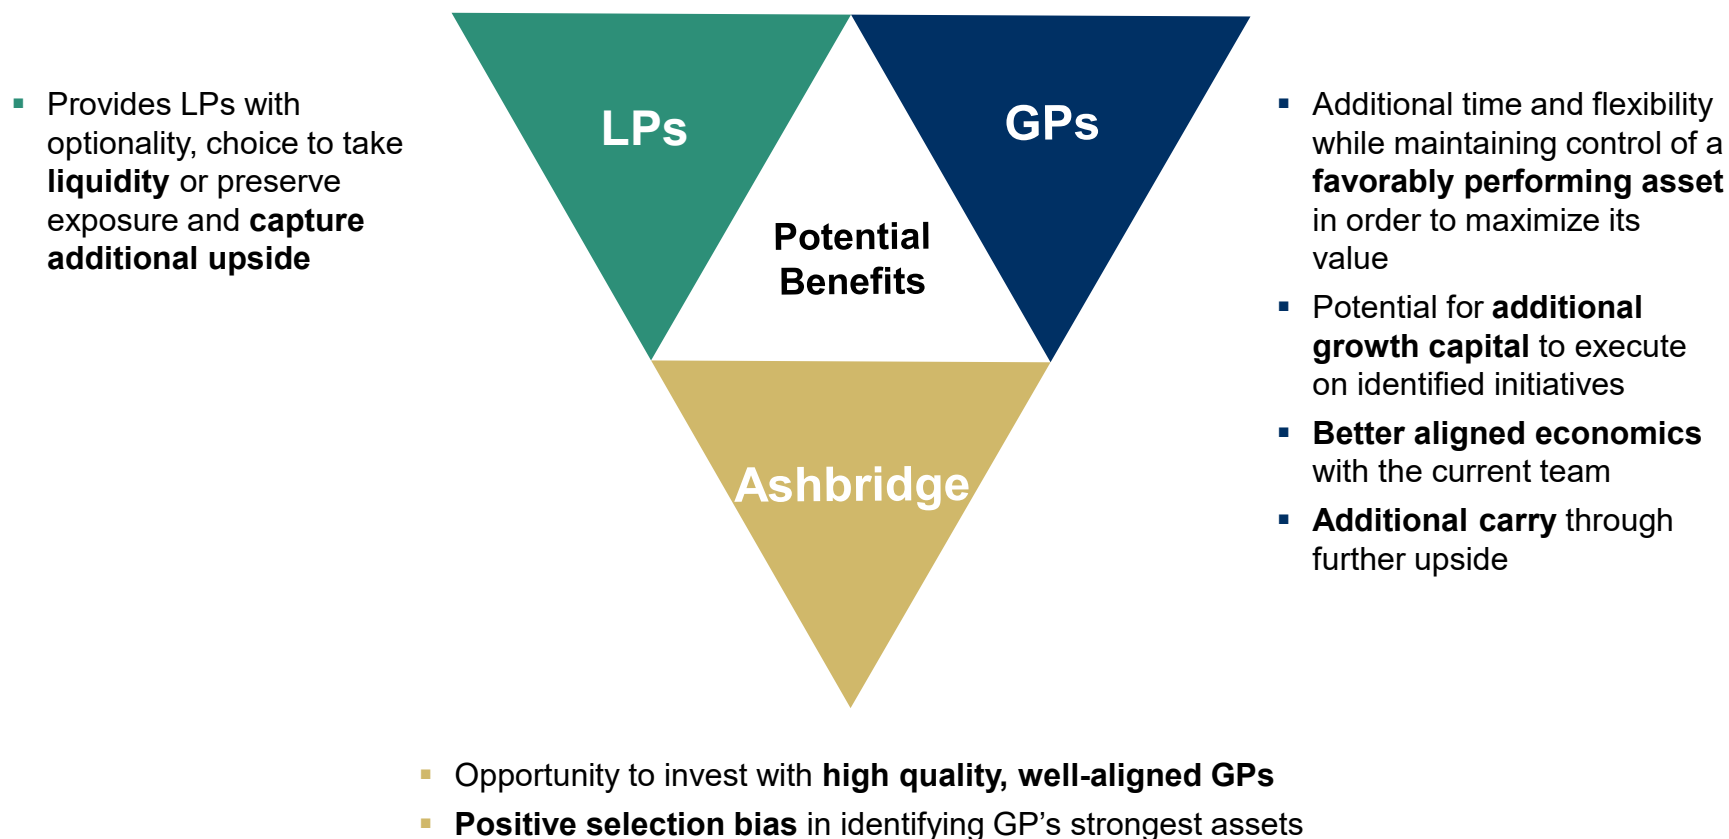 LPs
GPs
Potential
Benefits
Ashbridge
▪ Provides LPs with
optionality, choice to take
liquidity or preserve
exposure and capture
additional upside
▪ Additional time and flexibility
while maintaining control of a
favorably performing asset
in order to maximize its
value
▪ Potential for additional
growth capital to execute
on identified initiatives
▪ Better aligned economics
with the current team
▪ Additional carry through
further upside
▪ Opportunity to invest with high quality, well-aligned GPs
▪ Positive selection bias in identifying GP’s strongest assets